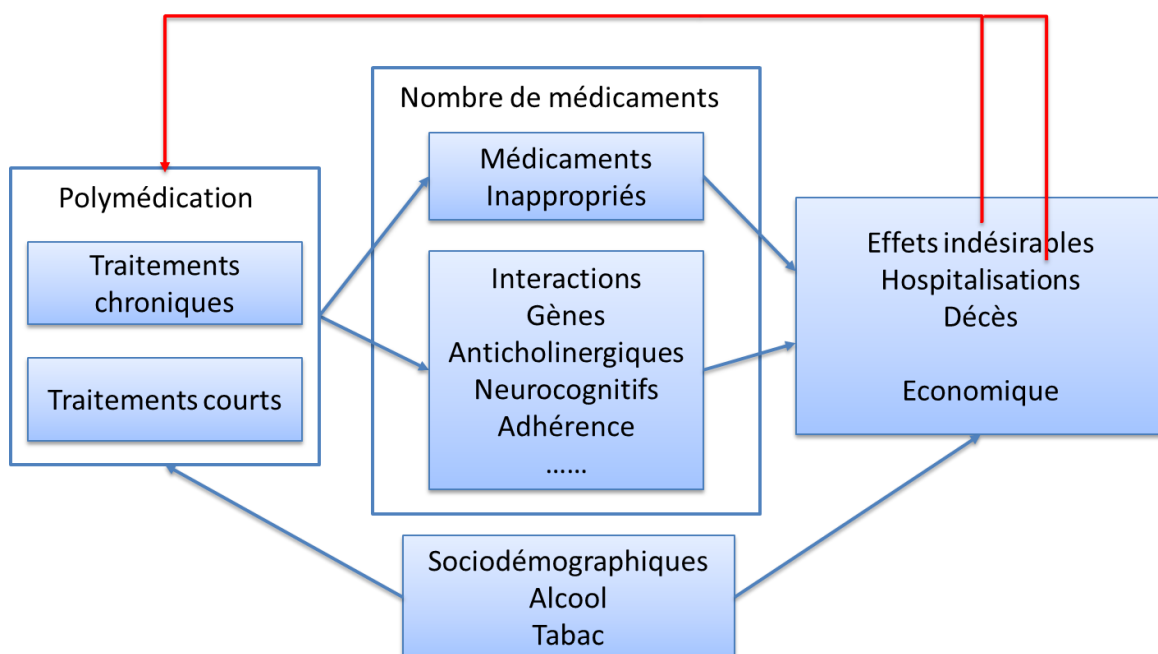 Polymédication
Traitements
chroniques
Traitements courts
Nombre de médicaments
Médicaments
Inappropriés
Interactions
Gènes
Anticholinergiques
Neurocognitifs
Adhérence
......
Effets indésirables
Hospitalisations
Décès
Economique
Sociodémographiques
Alcool
Tabac